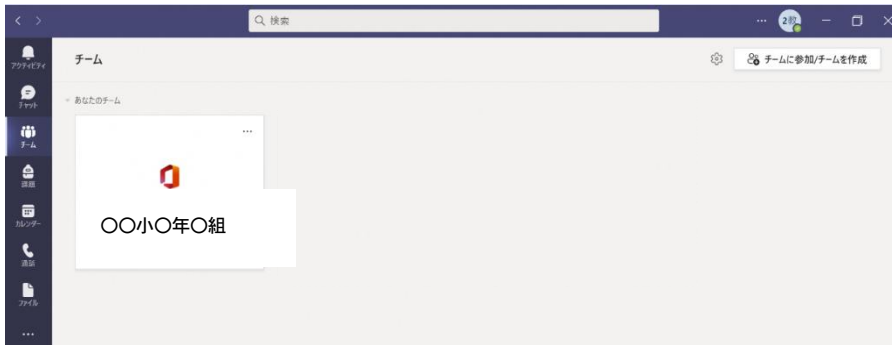 検索
2教
アクティビティ
チーム
チームに参加/チームを作成
チャット
あなたのチーム
チーム
課題
〇〇小〇年〇組
カレンダー
通話
ファイル